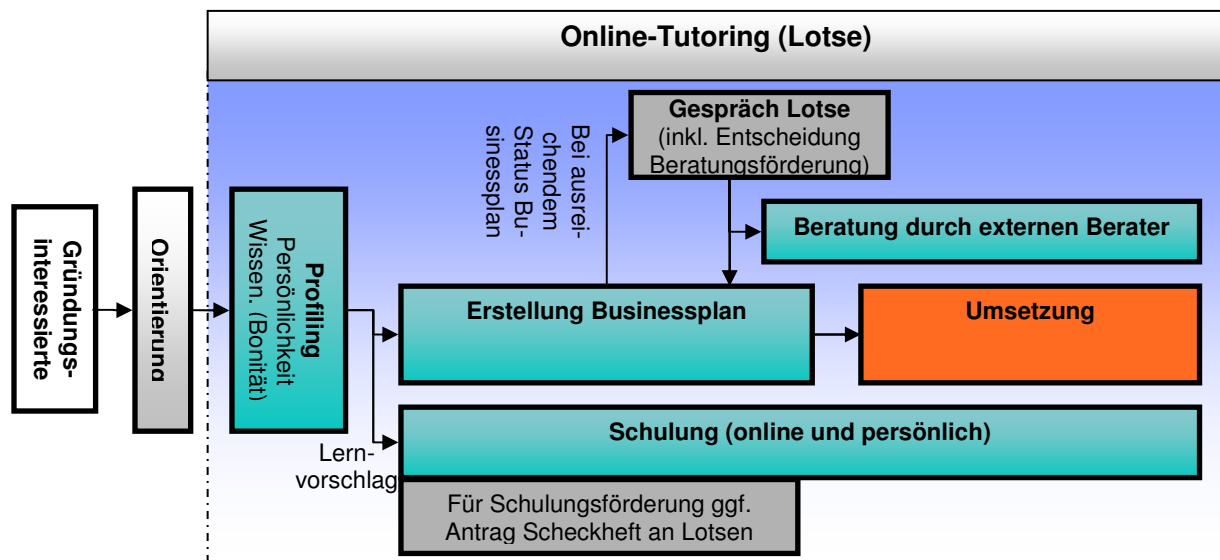 Online-Tutoring (Lotse)
Gespräch Lotse
(inkl. Entscheidung
Beratungsförderung)
Bei ausrei-
chendem
Status Bu-
sinessplan
Beratung durch externen Berater
Gründungs-
interessierte
Orientierung
Profiling
Persönlichkeit
Wissen. (Bonität)
Erstellung Businessplan
Umsetzung
Schulung (online und persönlich)
Lern-
vorschlag
Für Schulungsförderung ggf.
Antrag Scheckheft an Lotsen